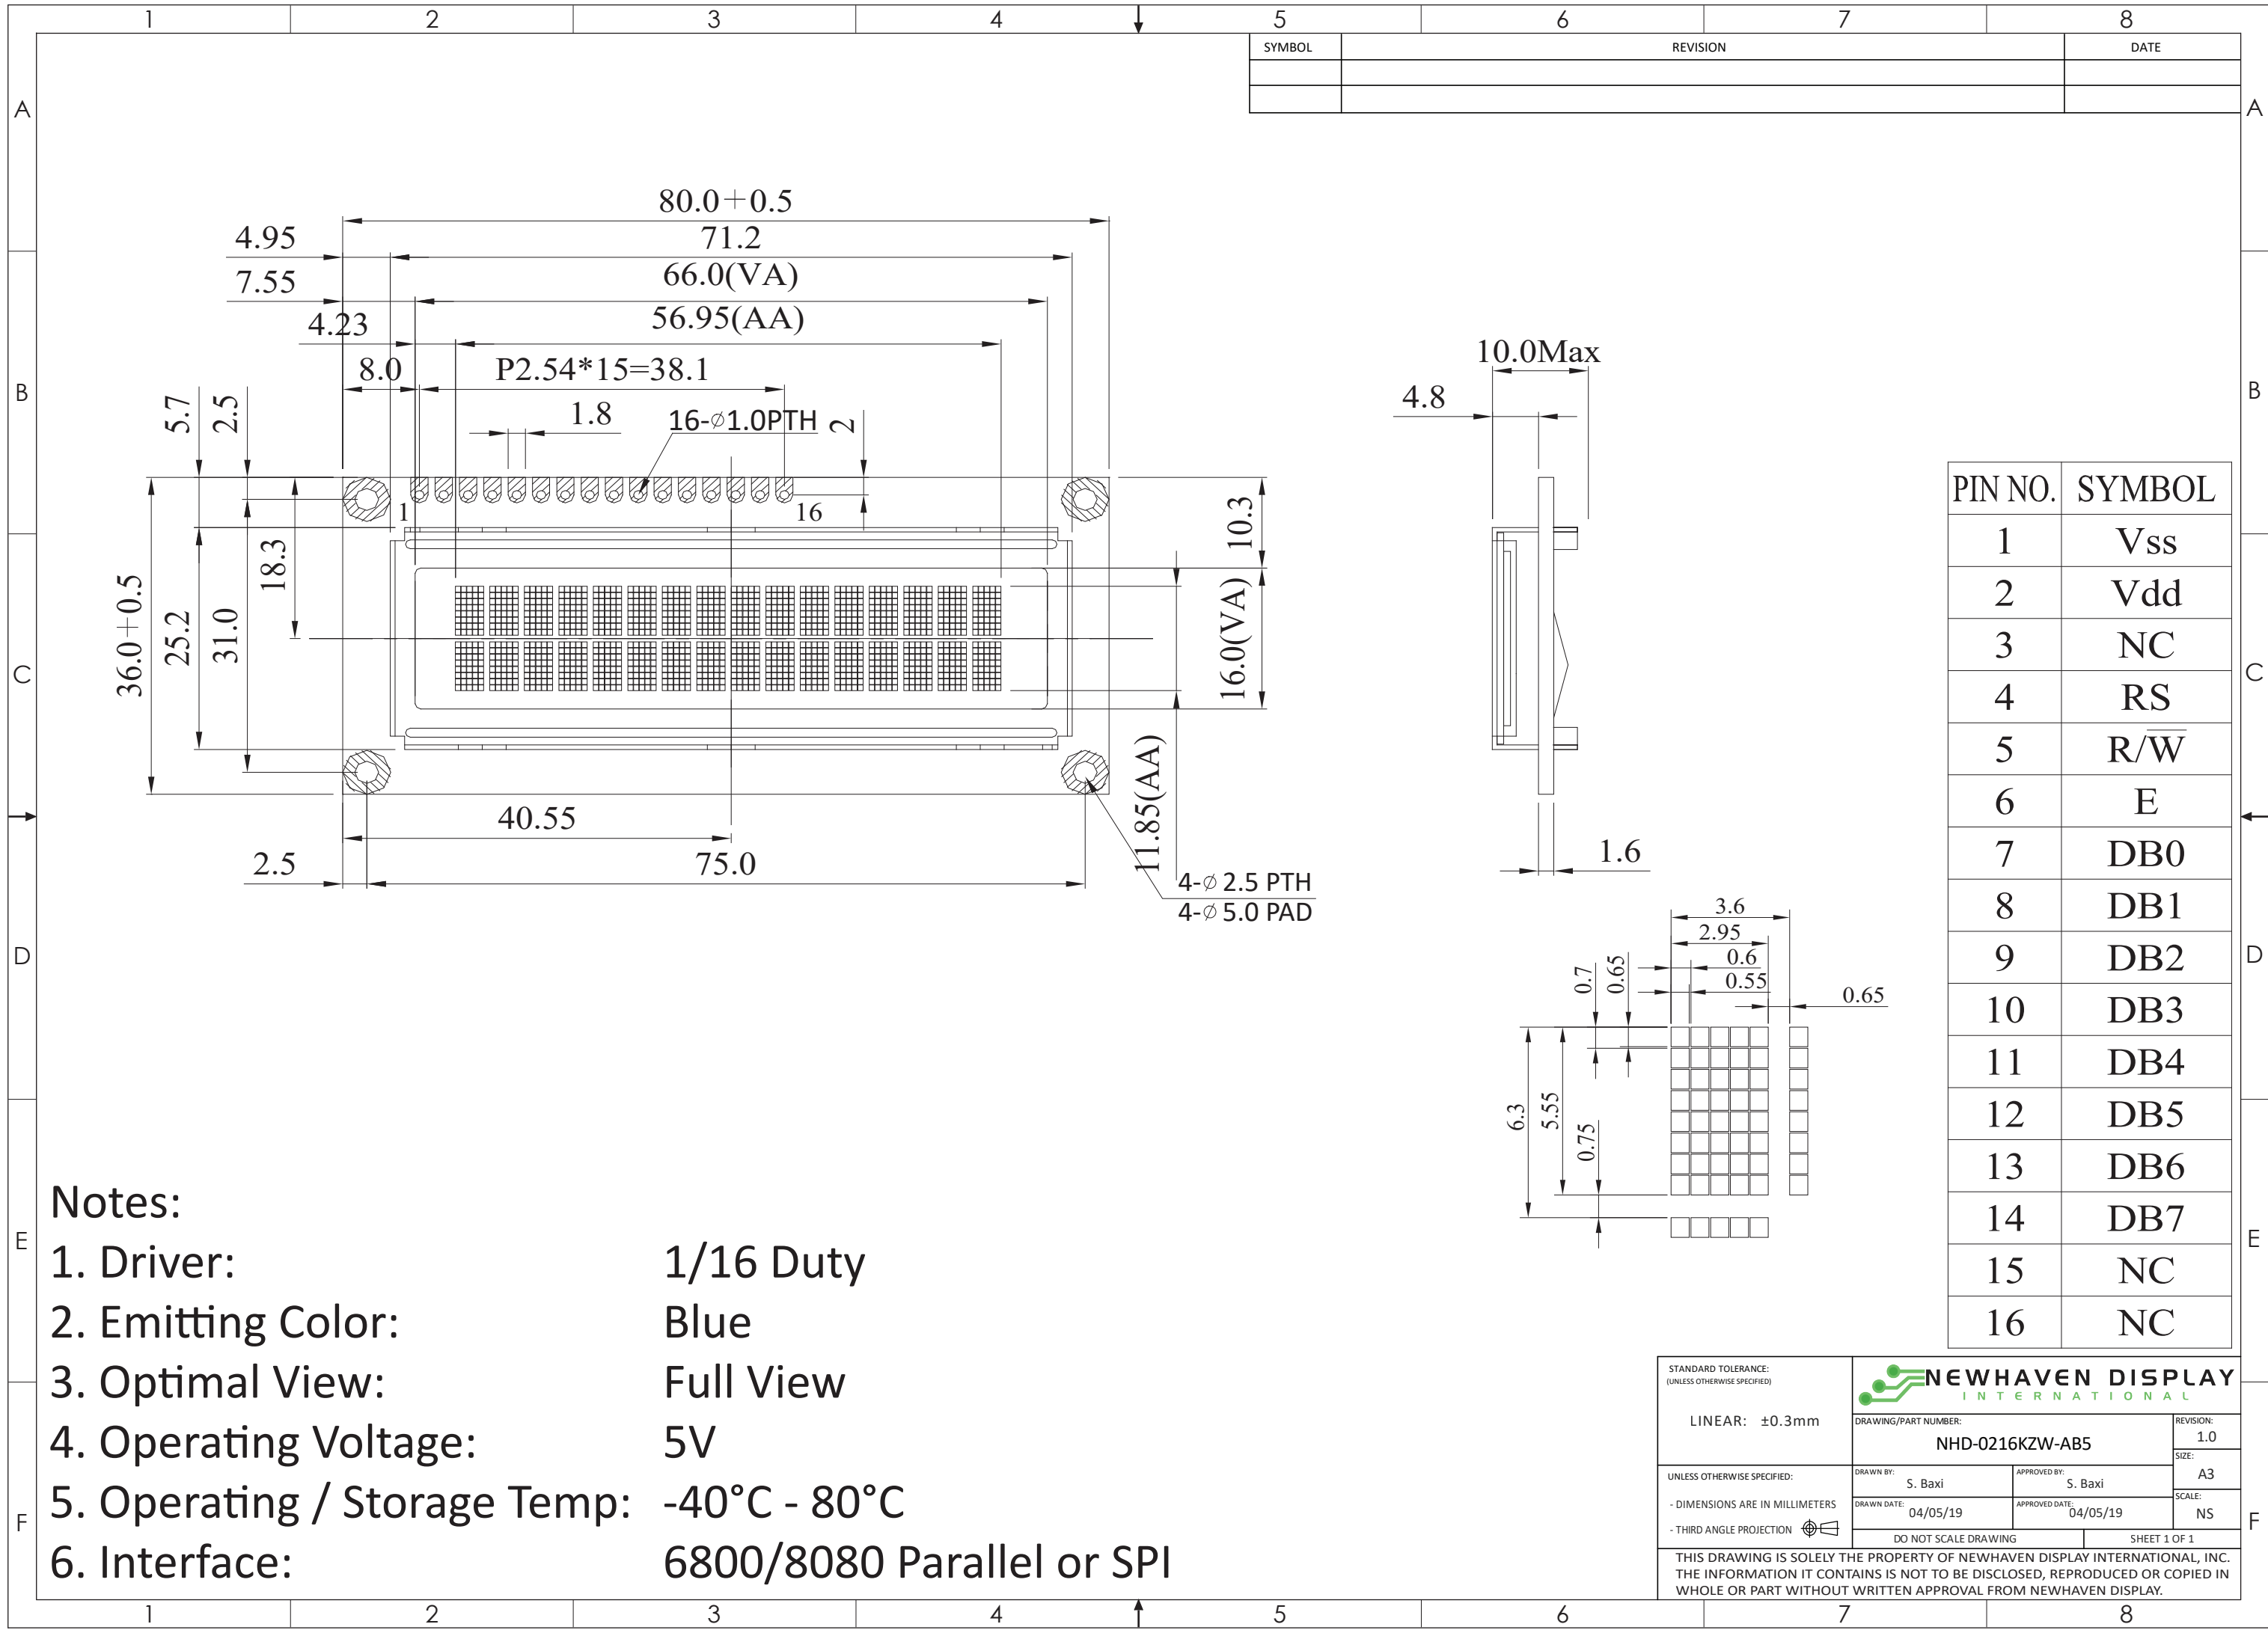 1 2 3 4 5 6 7 8
SYMBOL REVISION DATE
A A
B B
C C
D D
E E
F F
80.0+0.5
4.95 71.2
7.55 66.0(VA)
4.23 56.95(AA)
8.0 P2.54*15=38.1
5.7 2.5 1.8 16-⌀1.0PTH 2
1 16
36.0+0.5
25.2
31.0
18.3
10.3
16.0(VA)
11.85(AA)
40.55
2.5 75.0
4-⌀ 2.5 PTH
4-⌀ 5.0 PAD
10.0Max
4.8
1.6
3.6
2.95
0.6
0.55
0.65
0.7
0.65
6.3
5.55
0.75
PIN NO. SYMBOL
1 Vss
2 Vdd
3 NC
4 RS
5 R/W̅
6 E
7 DB0
8 DB1
9 DB2
10 DB3
11 DB4
12 DB5
13 DB6
14 DB7
15 NC
16 NC
Notes:
1. Driver: 1/16 Duty
2. Emitting Color: Blue
3. Optimal View: Full View
4. Operating Voltage: 5V
5. Operating / Storage Temp: -40°C - 80°C
6. Interface: 6800/8080 Parallel or SPI
STANDARD TOLERANCE:
(UNLESS OTHERWISE SPECIFIED)
LINEAR: ±0.3mm
NEWHAVEN DISPLAY
INTERNATIONAL
DRAWING/PART NUMBER:
NHD-0216KZW-AB5
REVISION:
1.0
SIZE:
A3
SCALE:
NS
UNLESS OTHERWISE SPECIFIED:
- DIMENSIONS ARE IN MILLIMETERS
- THIRD ANGLE PROJECTION
DRAWN BY:
S. Baxi
APPROVED BY:
S. Baxi
DRAWN DATE:
04/05/19
APPROVED DATE:
04/05/19
DO NOT SCALE DRAWING
SHEET 1 OF 1
THIS DRAWING IS SOLELY THE PROPERTY OF NEWHAVEN DISPLAY INTERNATIONAL, INC.
THE INFORMATION IT CONTAINS IS NOT TO BE DISCLOSED, REPRODUCED OR COPIED IN
WHOLE OR PART WITHOUT WRITTEN APPROVAL FROM NEWHAVEN DISPLAY.
1 2 3 4 5 6 7 8